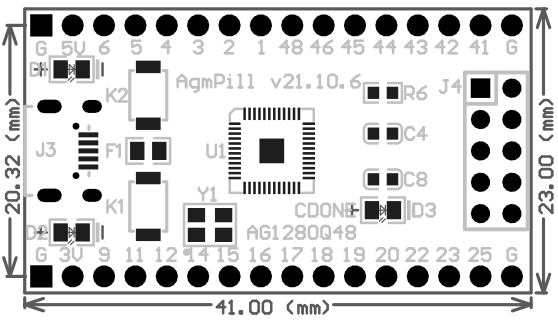 G 5V 6 5 4 3 2 1 48 46 45 44 43 42 41 G
AgmPill v21.10.6
K2 R6 J4
J3 F1 U1 C4
K1 Y1 C8
CDONE D3
AG1280Q48
G 3V 9 11 12 14 15 16 17 18 19 20 22 23 25 G
20.32 (mm)
23.00 (mm)
41.00 (mm)